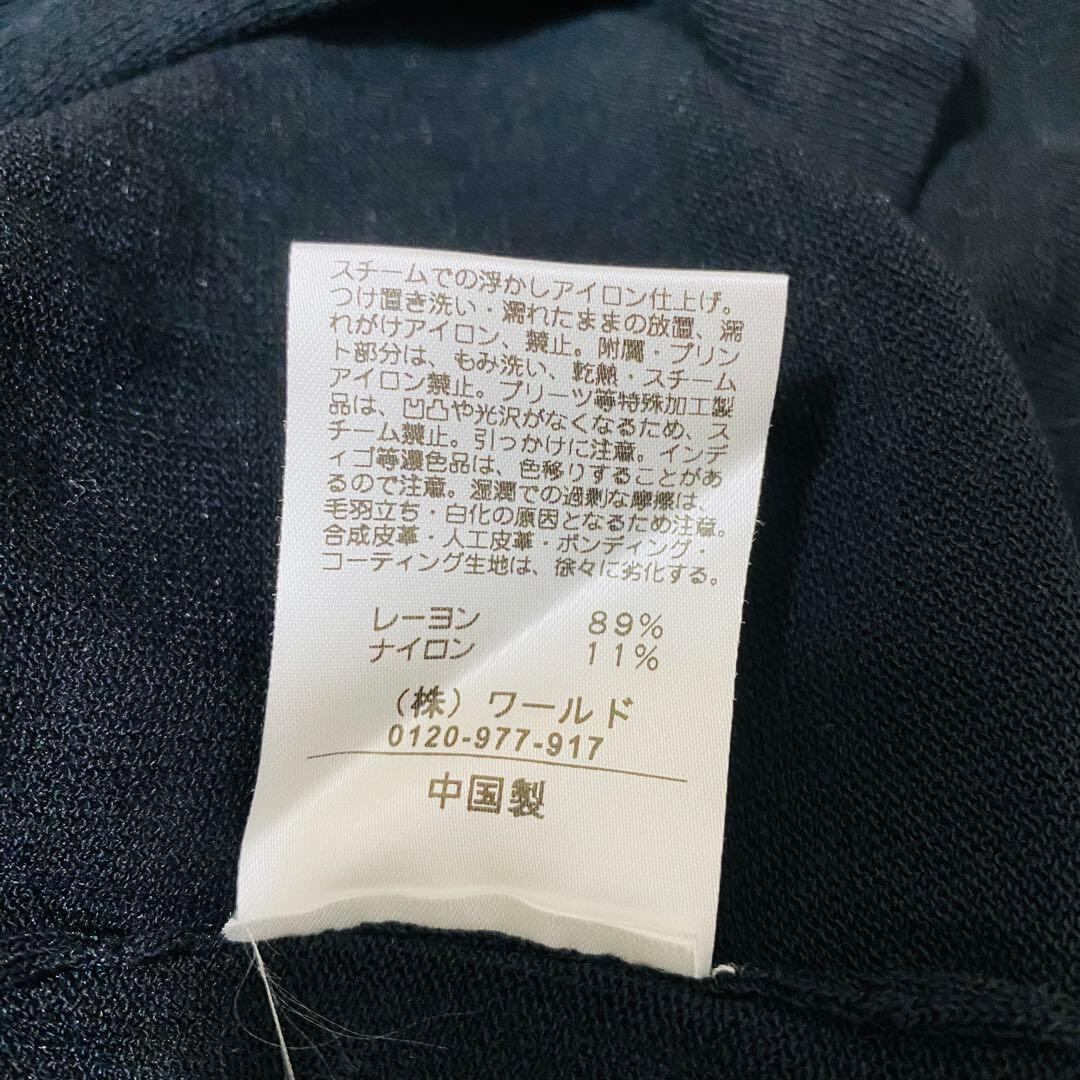 スチームでの浮かしアイロン仕上げ。
つけ置き洗い・濡れたままの放置、濡
れがけアイロン、禁止。附属・プリン
ト部分は、もみ洗い、乾熱・スチーム
アイロン禁止。プリーツ等特殊加工製
品は、凹凸や光沢がなくなるため、ス
チーム禁止。引っかけに注意。インデ
ィゴ等濃色品は、色移りすることがあ
るので注意。湿潤での過剰な摩擦は、
毛羽立ち・白化の原因となるため注意。
合成皮革・人工皮革・ボンディング・
コーティング生地は、徐々に劣化する。
レーヨン 89%
ナイロン 11%
(株) ワールド
0120-977-917
中国製